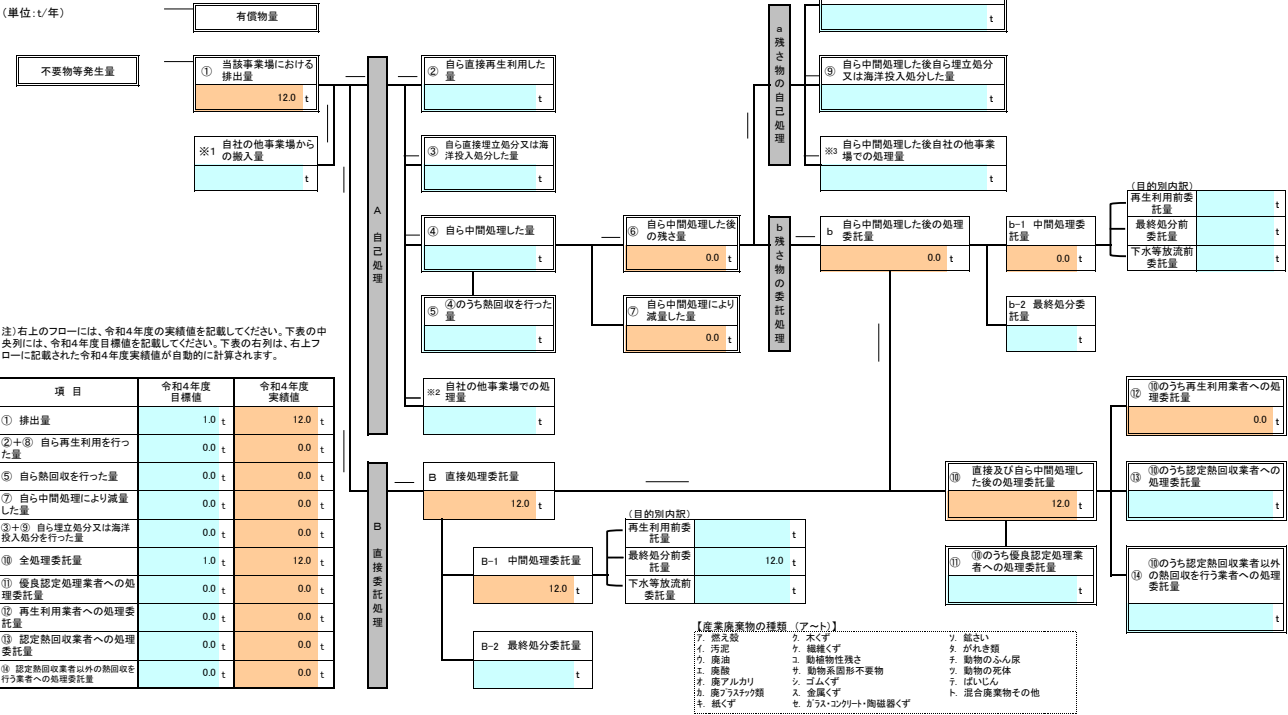 (単位:t/年)
有償物量
不要物等発生量
① 当該事業場における
排出量
12.0 t
※1 自社の他事業場から
の搬入量
t
A 自己処理
② 自ら直接再生利用した
量
t
③ 自ら直接埋立処分又は海
洋投入処分した量
t
④ 自ら中間処理した量
t
⑤ ④のうち熱回収を行った
量
t
※2 自社の他事業場での処
理量
t
⑥ 自ら中間処理した後
の残さ量
0.0 t
⑦ 自ら中間処理により
減量した量
0.0 t
a 残さ物の自己処理
t
⑨ 自ら中間処理した後自ら埋立処分
又は海洋投入処分した量
t
※3 自ら中間処理した後自社の他事業
場での処理量
t
b 残さ物の委託処理
b 自ら中間処理した後の処理
委託量
0.0 t
b-1 中間処理委
託量
0.0 t
(目的別内訳)
再生利用前委
託量 t
最終処分前
委託量 t
下水等放流前
委託量 t
b-2 最終処分委
託量
t
注)右上のフローには、令和4年度の実績値を記載してください。下表の中
央列には、令和4年度目標値を記載してください。下表の右列は、右上フ
ローに記載された令和4年度実績値が自動的に計算されます。
項 目 令和4年度
目標値 令和4年度
実績値
① 排出量 1.0 t 12.0 t
②+⑧ 自ら再生利用を行っ
た量 0.0 t 0.0 t
⑤ 自ら熱回収を行った量 0.0 t 0.0 t
⑦ 自ら中間処理により減量
した量 0.0 t 0.0 t
③+⑨ 自ら埋立処分又は海洋
投入処分を行った量 0.0 t 0.0 t
⑩ 全処理委託量 1.0 t 12.0 t
⑪ 優良認定処理業者への処
理委託量 0.0 t 0.0 t
⑫ 再生利用業者への処理委
託量 0.0 t 0.0 t
⑬ 認定熱回収業者への処理
委託量 0.0 t 0.0 t
⑭ 認定熱回収業者以外の熱回収を
行う業者への処理委託量 0.0 t 0.0 t
B 直接委託処理
B 直接処理委託量
12.0 t
B-1 中間処理委託量
12.0 t
(目的別内訳)
再生利用前委
託量 t
最終処分前委
託量 12.0 t
下水等放流前
委託量 t
B-2 最終処分委託量
t
⑩ 直接及び自ら中間処理し
た後の処理委託量
12.0 t
⑪ ⑩のうち優良認定処理業
者への処理委託量
t
⑫ ⑩のうち再生利用業者への処
理委託量
0.0 t
⑬ ⑩のうち認定熱回収業者への
処理委託量
t
⑭ ⑩のうち認定熱回収業者以外
の熱回収を行う業者への処理
委託量
t
【産業廃棄物の種類 (ア~ト)】
ア. 燃え殻 ク. 木くず ソ. 鉱さい
イ. 汚泥 ケ. 繊維くず タ. がれき類
ウ. 廃油 コ. 動植物性残さ チ. 動物のふん尿
エ. 廃酸 サ. 動物系固形不要物 ツ. 動物の死体
オ. 廃アルカリ シ. ゴムくず テ. ばいじん
カ. 廃プラスチック類 ス. 金属くず ト. 混合廃棄物その他
キ. 紙くず セ. ガラス・コンクリート・陶磁器くず